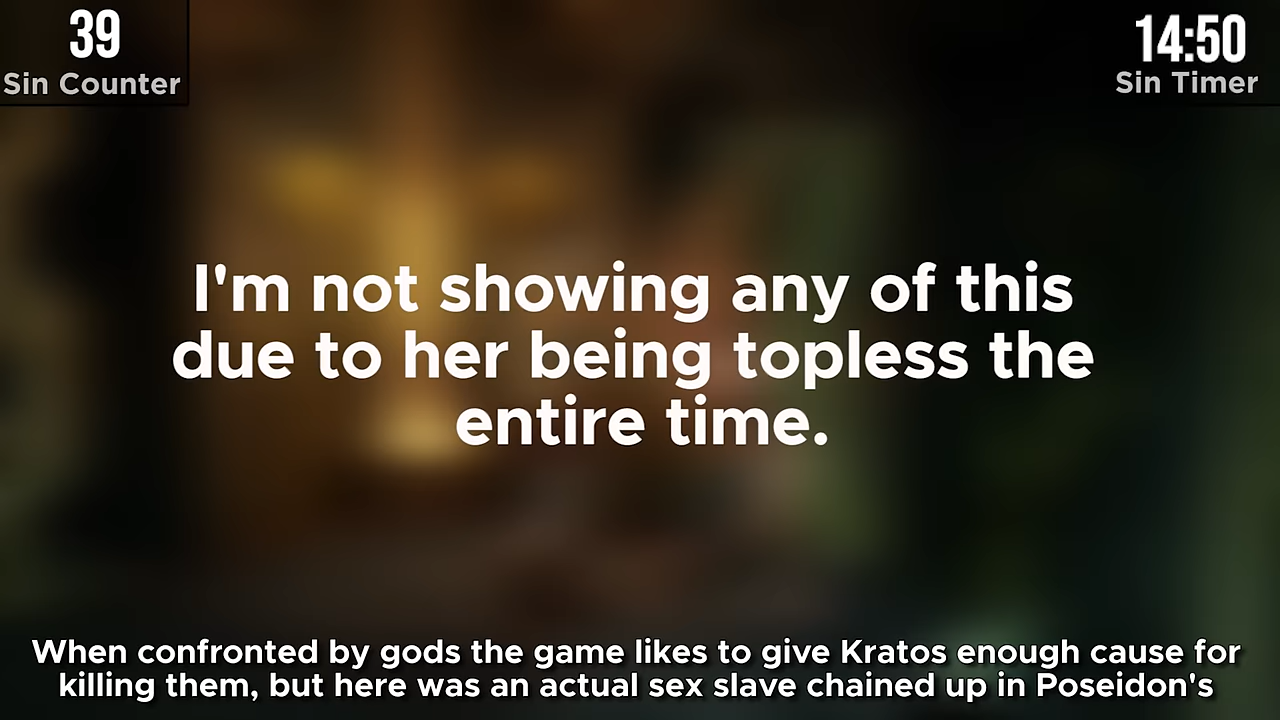 39
Sin Counter
14:50
Sin Timer
I'm not showing any of this
due to her being topless the
entire time.
When confronted by gods the game likes to give Kratos enough cause for
killing them, but here was an actual sex slave chained up in Poseidon's